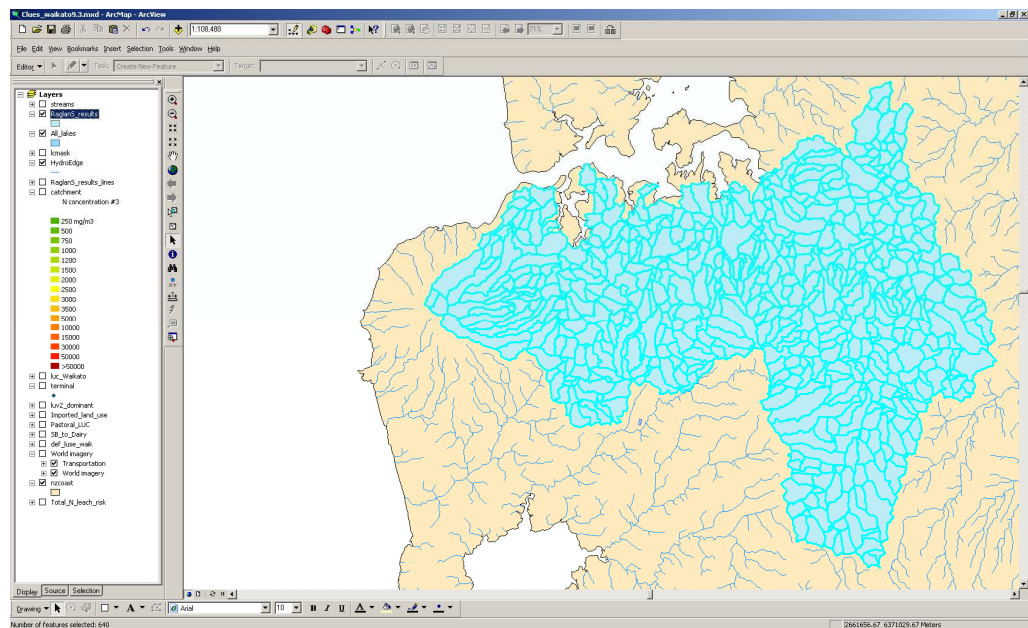 Clues_waikato9.3.mxd - ArcMap - ArcView
1:108,488
71%
File Edit View Bookmarks Insert Selection Tools Window Help
Editor Task: Create New Feature Target:
Layers
streams
RaglanS_results
All_lakes
lcmask
HydroEdge
RaglanS_results_lines
catchment
N concentration #3
250 mg/m3
500
750
1000
1200
1500
2000
2500
3000
3500
5000
10000
15000
30000
50000
>50000
luc_Waikato
terminal
luv2_dominant
Imported_land_use
Pastoral_LUC
SB_to_Dairy
def_luse_waik
World imagery
Transportation
World imagery
nzcoast
Total_N_leach_risk
Display Source Selection
Drawing A Arial 10 B I U A
Number of features selected: 640
2661656.67 6371029.67 Meters